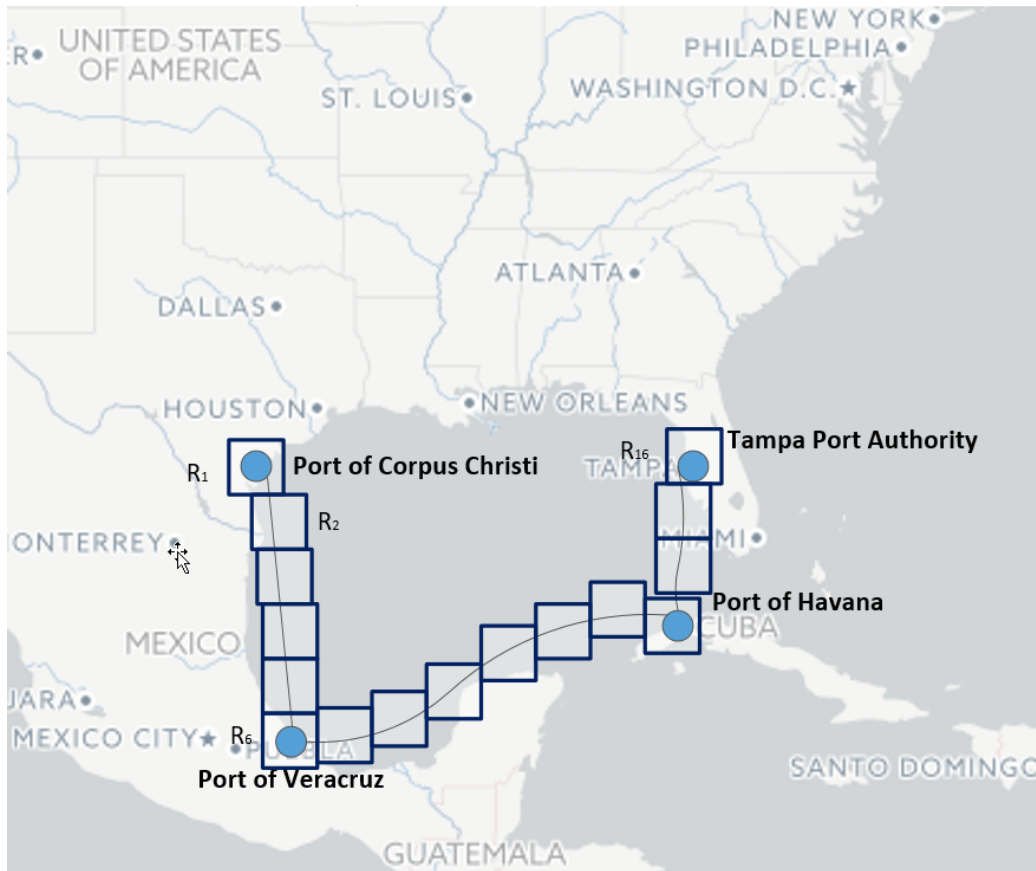 NEW YORK
UNITED STATES
OF AMERICA
PHILADELPHIA
ER
ST. LOUIS
WASHINGTON D.C.
ATLANTA
DALLAS
HOUSTON
NEW ORLEANS
R16
Tampa Port Authority
R1
Port of Corpus Christi
TAMPA
R2
ONTERREY
MIAMI
Port of Havana
CUBA
MEXICO
JARA
R6
MEXICO CITY
PUEBLA
Port of Veracruz
SANTO DOMINGO
GUATEMALA